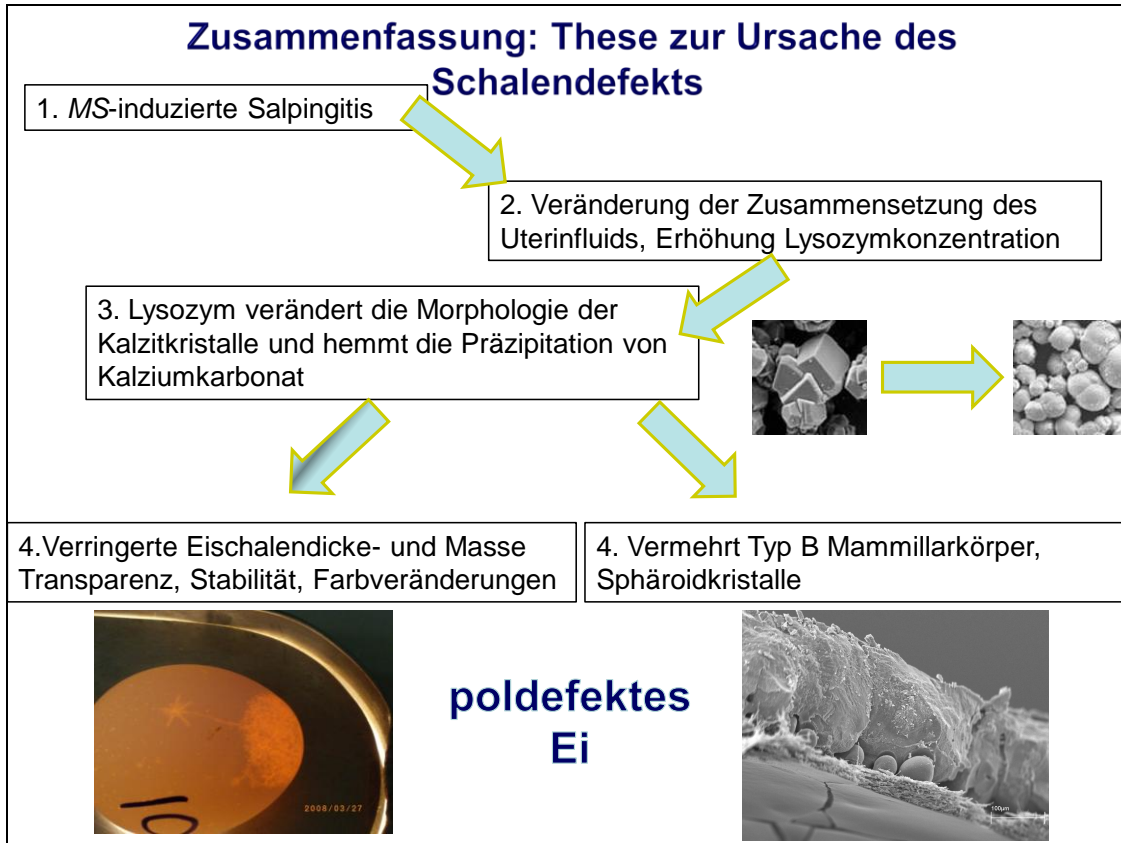 Zusammenfassung: These zur Ursache des
Schalendefekts
1. MS-induzierte Salpingitis
2. Veränderung der Zusammensetzung des
Uterinfluids, Erhöhung Lysozymkonzentration
3. Lysozym verändert die Morphologie der
Kalzitkristalle und hemmt die Präzipitation von
Kalziumkarbonat
4.Verringerte Eischalendicke- und Masse
Transparenz, Stabilität, Farbveränderungen
4. Vermehrt Typ B Mammillarkörper,
Sphäroidkristalle
poldefektes
Ei
10
2008/03/27
100µm